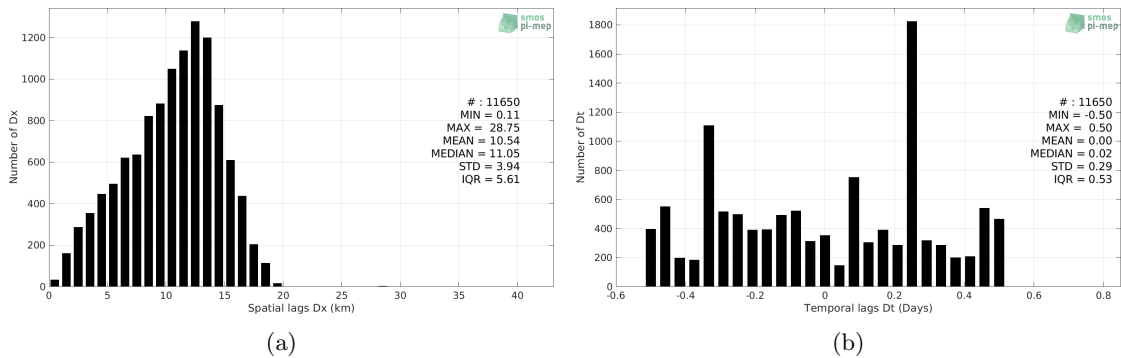 smos
pi-mep
1200
1000
800
600
400
200
0
Number of Dx
# : 11650
MIN = 0.11
MAX = 28.75
MEAN = 10.54
MEDIAN = 11.05
STD = 3.94
IQR = 5.61
0 5 10 15 20 25 30 35 40
Spatial lags Dx (km)
(a)
smos
pi-mep
1800
1600
1400
1200
1000
800
600
400
200
0
Number of Dt
# : 11650
MIN = -0.50
MAX = 0.50
MEAN = 0.00
MEDIAN = 0.02
STD = 0.29
IQR = 0.53
-0.6 -0.4 -0.2 0 0.2 0.4 0.6 0.8
Temporal lags Dt (Days)
(b)